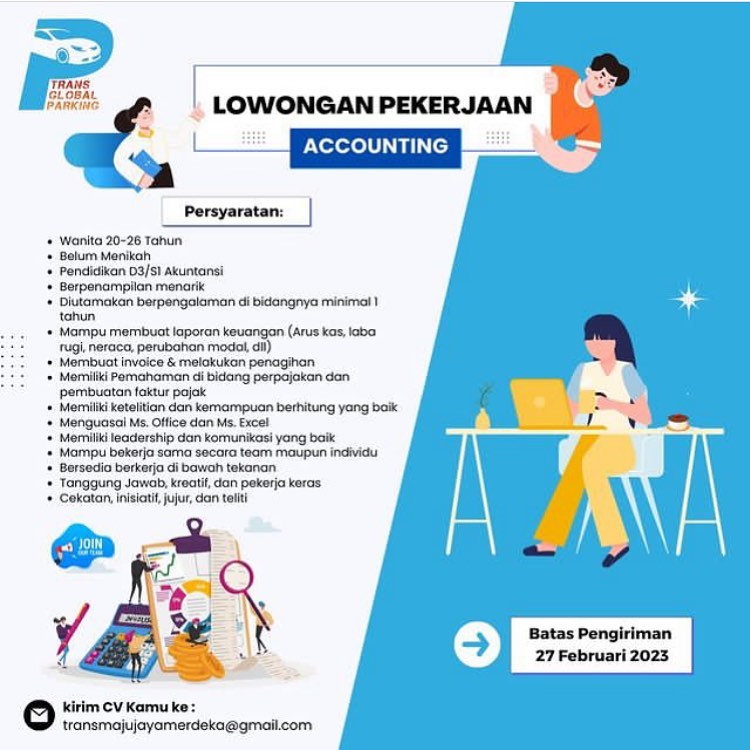 TRANS
GLOBAL
PARKING
LOWONGAN PEKERJAAN
ACCOUNTING
Persyaratan:
• Wanita 20-26 Tahun
• Belum Menikah
• Pendidikan D3/S1 Akuntansi
• Berpenampilan menarik
• Diutamakan berpengalaman di bidangnya minimal 1
tahun
• Mampu membuat laporan keuangan (Arus kas, laba
rugi, neraca, perubahan modal, dll)
• Membuat invoice & melakukan penagihan
• Memiliki Pemahaman di bidang perpajakan dan
pembuatan faktur pajak
• Memiliki ketelitian dan kemampuan berhitung yang baik
• Menguasai Ms. Office dan Ms. Excel
• Memiliki leadership dan komunikasi yang baik
• Mampu bekerja sama secara team maupun individu
• Bersedia berkerja di bawah tekanan
• Tanggung Jawab, kreatif, dan pekerja keras
• Cekatan, inisiatif, jujur, dan teliti
JOIN
OUR TEAM
Batas Pengiriman
27 Februari 2023
kirim CV Kamu ke :
transmajujayamerdeka@gmail.com